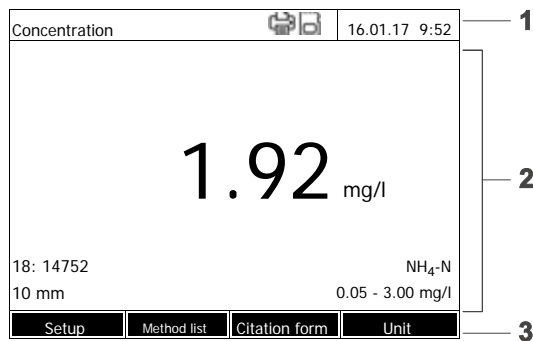 Concentration 16.01.17 9:52 1
1.92 mg/l 2
18: 14752 NH₄-N
10 mm 0.05 - 3.00 mg/l
Setup Method list Citation form Unit 3